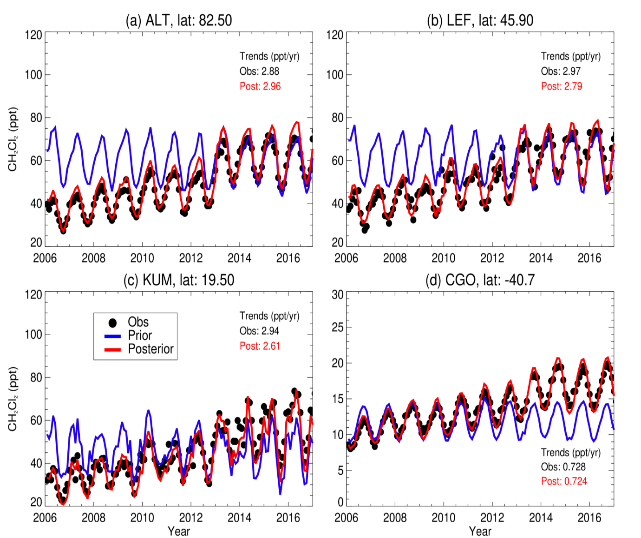 (a) ALT, lat: 82.50
(b) LEF, lat: 45.90
120
100
80
60
40
20
CH₂Cl₂ (ppt)
Trends (ppt/yr)
Obs: 2.88
Post: 2.96
2006 2008 2010 2012 2014 2016
120
100
80
60
40
20
Trends (ppt/yr)
Obs: 2.97
Post: 2.79
2006 2008 2010 2012 2014 2016
(c) KUM, lat: 19.50
(d) CGO, lat: -40.7
120
100
80
60
40
20
CH₂Cl₂ (ppt)
Obs
Prior
Posterior
Trends (ppt/yr)
Obs: 2.94
Post: 2.61
2006 2008 2010 2012 2014 2016
Year
30
25
20
15
10
5
0
Trends (ppt/yr)
Obs: 0.728
Post: 0.724
2006 2008 2010 2012 2014 2016
Year